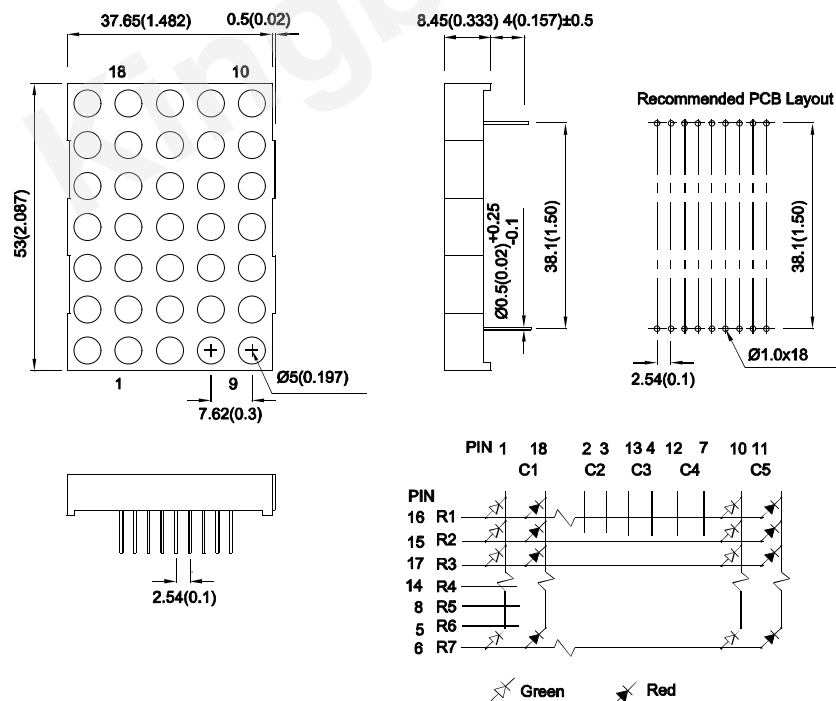 37.65(1.482)
0.5(0.02)
8.45(0.333) 4(0.157)±0.5
18
10
Recommended PCB Layout
53(2.087)
Ø0.5(0.02)+0.25
-0.1
38.1(1.50)
38.1(1.50)
1
9
Ø5(0.197)
7.62(0.3)
2.54(0.1)
Ø1.0x18
2.54(0.1)
PIN 1 18 2 3 13 4 12 7 10 11
C1 C2 C3 C4 C5
PIN
16 R1
15 R2
17 R3
14 R4
8 R5
5 R6
6 R7
Green
Red